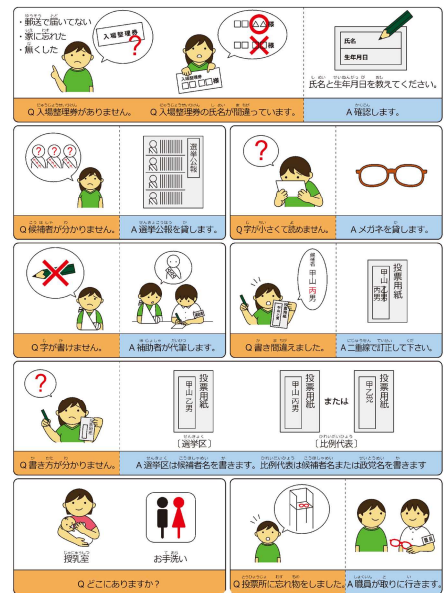 ・郵送で届いてない
・家に忘れた
・無くした
入場整理券
?
□□△△様
□□
様
入場整理券
□□□□様
氏名
生年月日
氏名と生年月日を教えてください。
Q 入場整理券がありません。
Q 入場整理券の氏名が間違っています。
A 確認します。
? ? ?
選挙公報
Q 候補者が分かりません。
A 選挙公報を貸します。
?
Q 字が小さくて読めません
A メガネを貸します。
Q 字が書けません。
A 補助者が代筆します。
候補者
甲山丙男
投票用紙
甲山
丙男
Q 書き間違えました。
A 二重線で訂正して下さい。
?
投票用紙
甲山乙男
［選挙区］
投票用紙
甲山丙男
または
投票用紙
甲乙党
［比例代表］
Q 書き方が分かりません。
A 選挙区は候補者名を書きます。比例代表は候補者名または政党名を書きます
授乳室
お手洗い
Q どこにありますか?
Q 投票所に忘れ物をしました。
A 職員が取りに行きます。